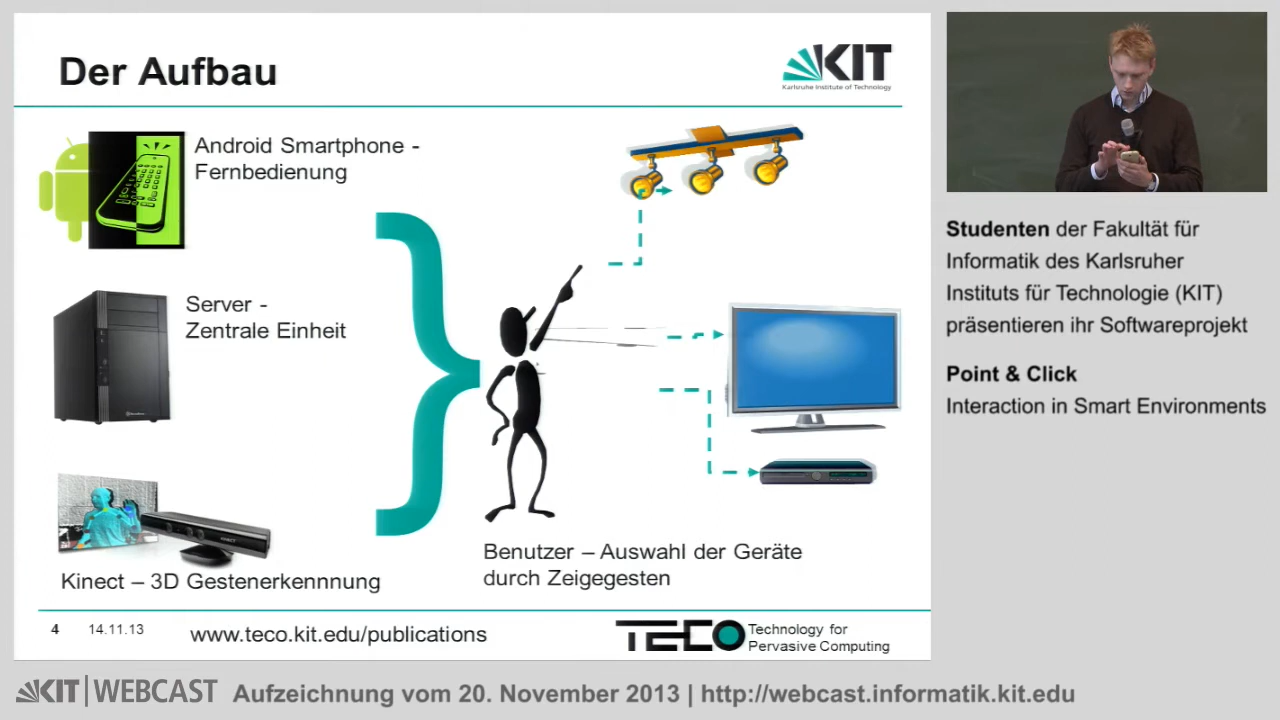 Der Aufbau
KIT
Karlsruhe Institute of Technology
Android Smartphone -
Fernbedienung
Server -
Zentrale Einheit
Kinect – 3D Gestenerkennnung
Benutzer – Auswahl der Geräte
durch Zeigegesten
4 14.11.13 www.teco.kit.edu/publications
TECO Technology for
Pervasive Computing
Studenten der Fakultät für
Informatik des Karlsruher
Instituts für Technologie (KIT)
präsentieren ihr Softwareprojekt
Point & Click
Interaction in Smart Environments
KIT | WEBCAST Aufzeichnung vom 20. November 2013 | http://webcast.informatik.kit.edu